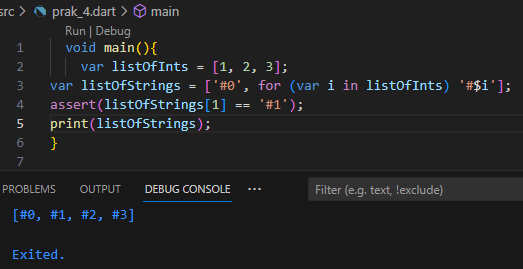 src > prak_4.dart > main
Run | Debug
1 void main(){
2 var listOfInts = [1, 2, 3];
3 var listOfStrings = ['#0', for (var i in listOfInts) '#$i'];
4 assert(listOfStrings[1] == '#1');
5 print(listOfStrings);
6 }
7
PROBLEMS OUTPUT DEBUG CONSOLE ··· Filter (e.g. text, !exclude)
[#0, #1, #2, #3]
Exited.